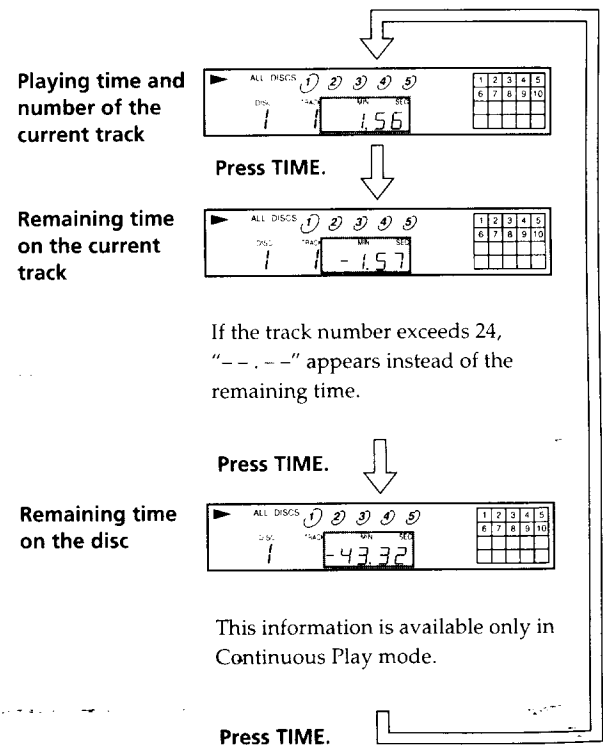 Playing time and
number of the
current track
ALL DISCS 1 2 3 4 5
DISC TRACK MIN SEC
1 1 1.56
1 2 3 4 5
6 7 8 9 10
Press TIME.
Remaining time
on the current
track
ALL DISCS 1 2 3 4 5
DISC TRACK MIN SEC
1 1 -1.57
1 2 3 4 5
6 7 8 9 10
If the track number exceeds 24,
"– – . – –" appears instead of the
remaining time.
Press TIME.
Remaining time
on the disc
ALL DISCS 1 2 3 4 5
DISC TRACK MIN SEC
1 -43.32
1 2 3 4 5
6 7 8 9 10
This information is available only in
Continuous Play mode.
Press TIME.